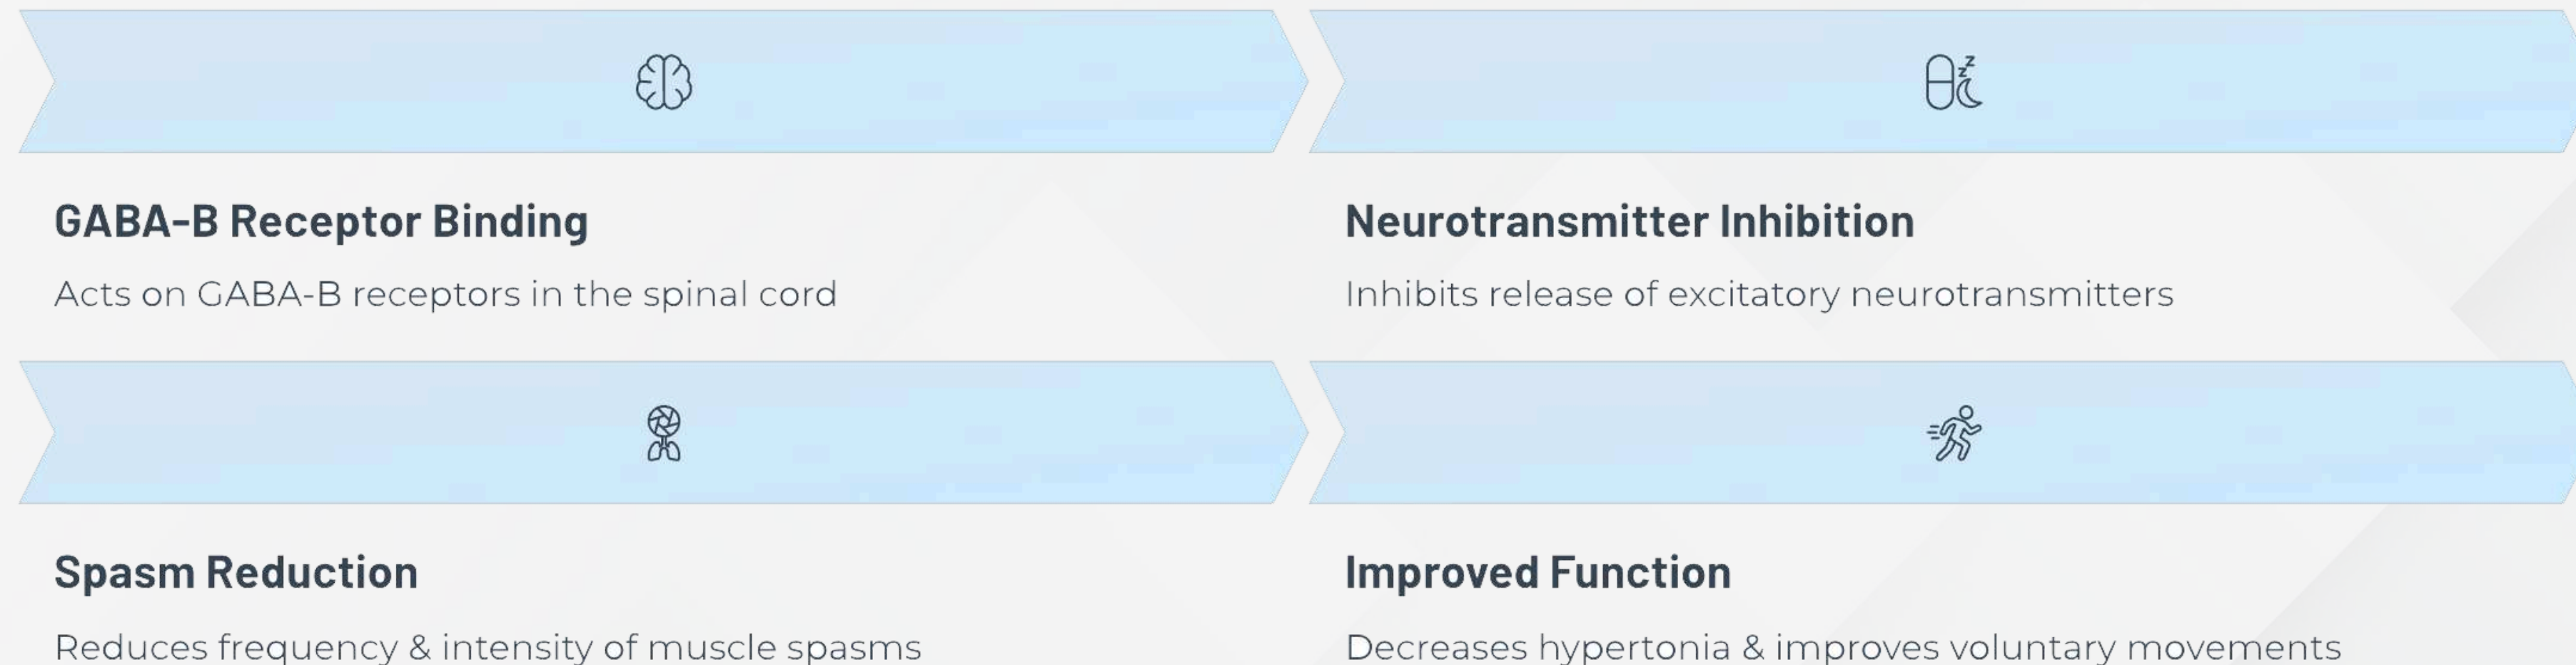 GABA-B Receptor Binding
Acts on GABA-B receptors in the spinal cord
Neurotransmitter Inhibition
Inhibits release of excitatory neurotransmitters
Spasm Reduction
Reduces frequency & intensity of muscle spasms
Improved Function
Decreases hypertonia & improves voluntary movements